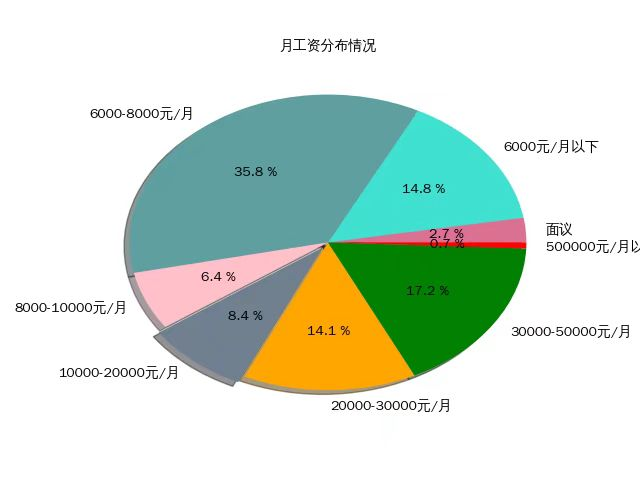 月工资分布情况
6000-8000元/月
6000元/月以下
35.8 %
14.8 %
面议
2.7 %
0.7 %
500000元/月以
6.4 %
17.2 %
8000-10000元/月
8.4 %
14.1 %
30000-50000元/月
10000-20000元/月
20000-30000元/月